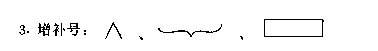 3. 增补号： ∧ 、 ﹀ 、 ▭